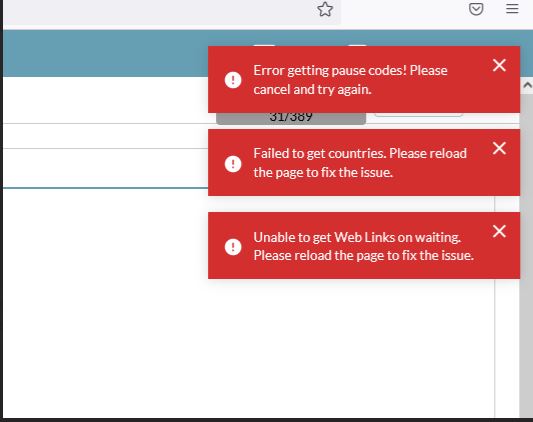 Error getting pause codes! Please
cancel and try again.
31/389
Failed to get countries. Please reload
the page to fix the issue.
Unable to get Web Links on waiting.
Please reload the page to fix the issue.